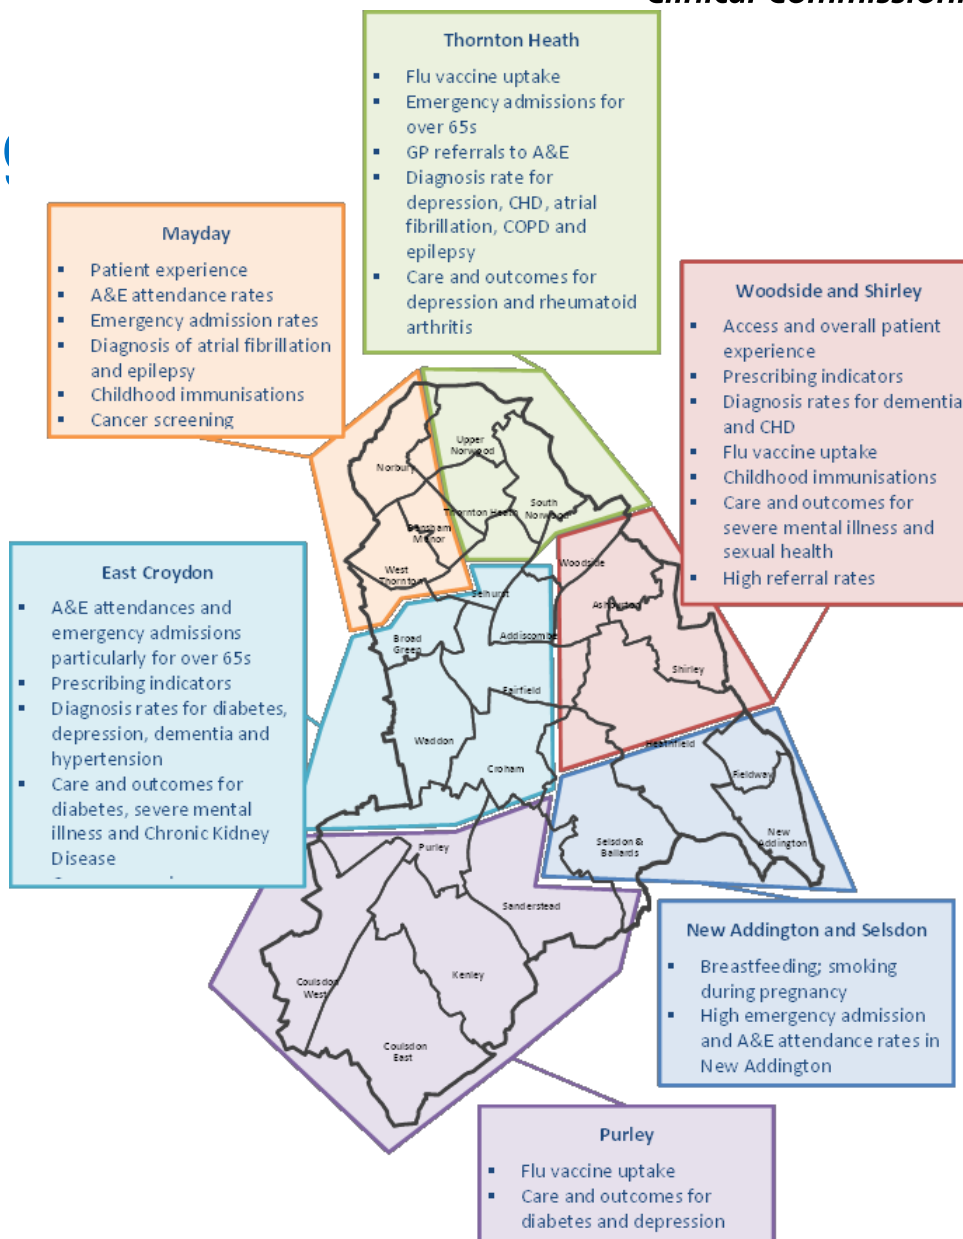 Clinical Commission
Thornton Heath
▪ Flu vaccine uptake
▪ Emergency admissions for
over 65s
▪ GP referrals to A&E
▪ Diagnosis rate for
depression, CHD, atrial
fibrillation, COPD and
epilepsy
▪ Care and outcomes for
depression and rheumatoid
arthritis
Mayday
▪ Patient experience
▪ A&E attendance rates
▪ Emergency admission rates
▪ Diagnosis of atrial fibrillation
and epilepsy
▪ Childhood immunisations
▪ Cancer screening
Woodside and Shirley
▪ Access and overall patient
experience
▪ Prescribing indicators
▪ Diagnosis rates for dementia
and CHD
▪ Flu vaccine uptake
▪ Childhood immunisations
▪ Care and outcomes for
severe mental illness and
sexual health
▪ High referral rates
East Croydon
▪ A&E attendances and
emergency admissions
particularly for over 65s
▪ Prescribing indicators
▪ Diagnosis rates for diabetes,
depression, dementia and
hypertension
▪ Care and outcomes for
diabetes, severe mental
illness and Chronic Kidney
Disease
Upper
Norwood
Norbury
South
Norwood
Thornton Heath
Bensham
Manor
Woodside
West
Thornton
Selhurst
Ashburton
Broad
Green
Addiscombe
Shirley
Fairfield
Waddon
Heathfield
Croham
Fieldway
New
Addington
Selsdon &
Ballards
Purley
Sanderstead
Kenley
Coulsdon
West
Coulsdon
East
New Addington and Selsdon
▪ Breastfeeding; smoking
during pregnancy
▪ High emergency admission
and A&E attendance rates in
New Addington
Purley
▪ Flu vaccine uptake
▪ Care and outcomes for
diabetes and depression